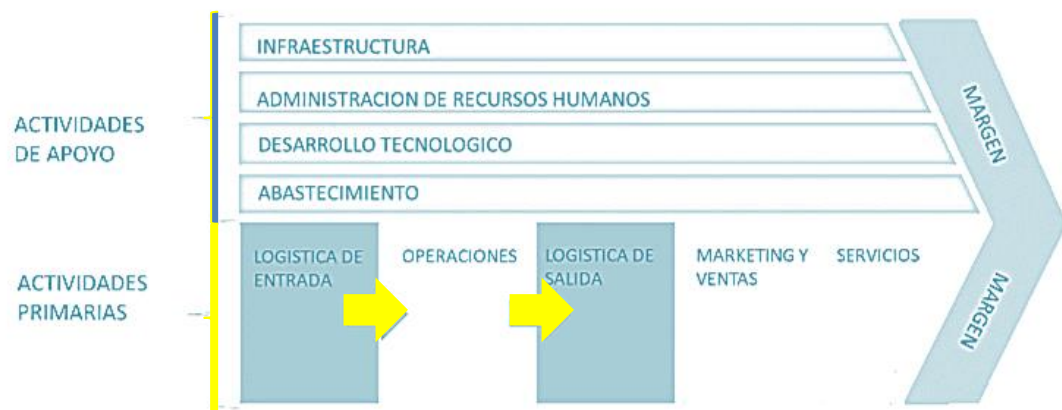 INFRAESTRUCTURA
ADMINISTRACION DE RECURSOS HUMANOS
DESARROLLO TECNOLOGICO
ABASTECIMIENTO
ACTIVIDADES
DE APOYO
MARGEN
LOGISTICA DE
ENTRADA
OPERACIONES
LOGISTICA DE
SALIDA
MARKETING Y
VENTAS
SERVICIOS
ACTIVIDADES
PRIMARIAS
MARGEN